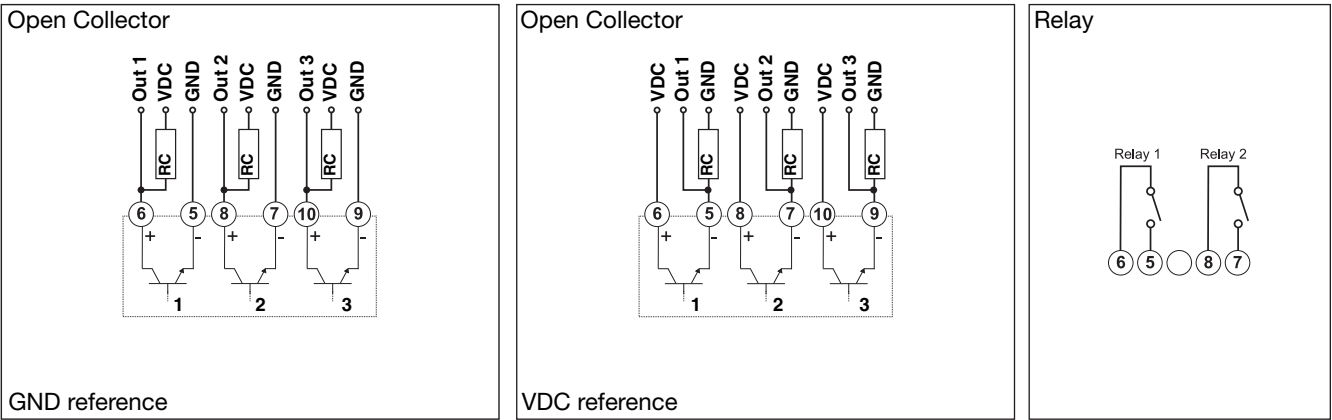 Open Collector
Out 1 VDC GND Out 2 VDC GND Out 3 VDC GND
RC RC RC
6 5 8 7 10 9
+ - + - + -
1 2 3
GND reference
Open Collector
VDC Out 1 GND VDC Out 2 GND VDC Out 3 GND
RC RC RC
6 5 8 7 10 9
+ - + - + -
1 2 3
VDC reference
Relay
Relay 1 Relay 2
6 5 8 7